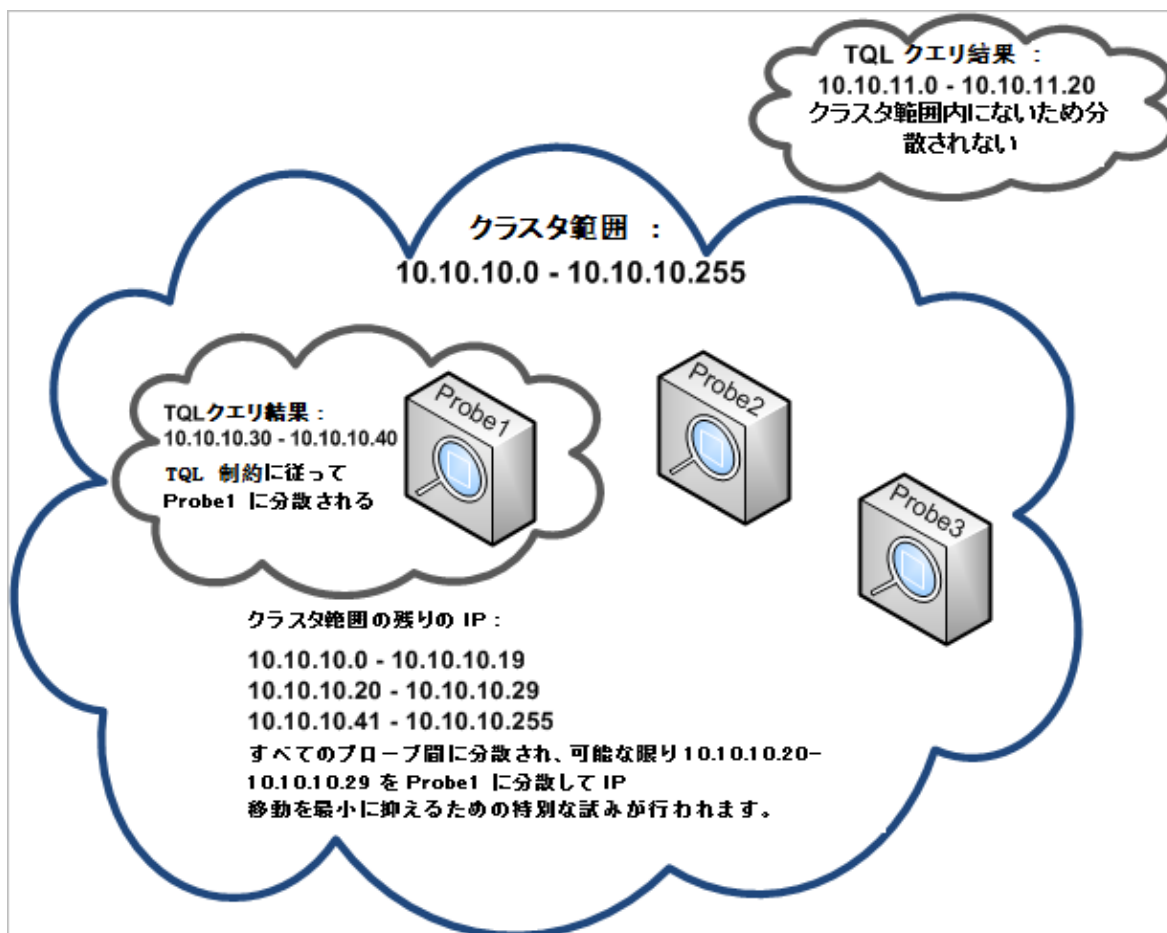 TQL クエリ結果 :
10.10.11.0 - 10.10.11.20
クラスタ範囲内にないため分
散されない
クラスタ範囲 :
10.10.10.0 - 10.10.10.255
TQLクエリ結果 :
10.10.10.30 - 10.10.10.40
TQL 制約に従って
Probe1 に分散される
Probe1
Probe2
Probe3
クラスタ範囲の残りの IP :
10.10.10.0 - 10.10.10.19
10.10.10.20 - 10.10.10.29
10.10.10.41 - 10.10.10.255
すべてのプローブ間に分散され、可能な限り10.10.10.20-
10.10.10.29 を Probe1 に分散して IP
移動を最小に抑えるための特別な試みが行われます。